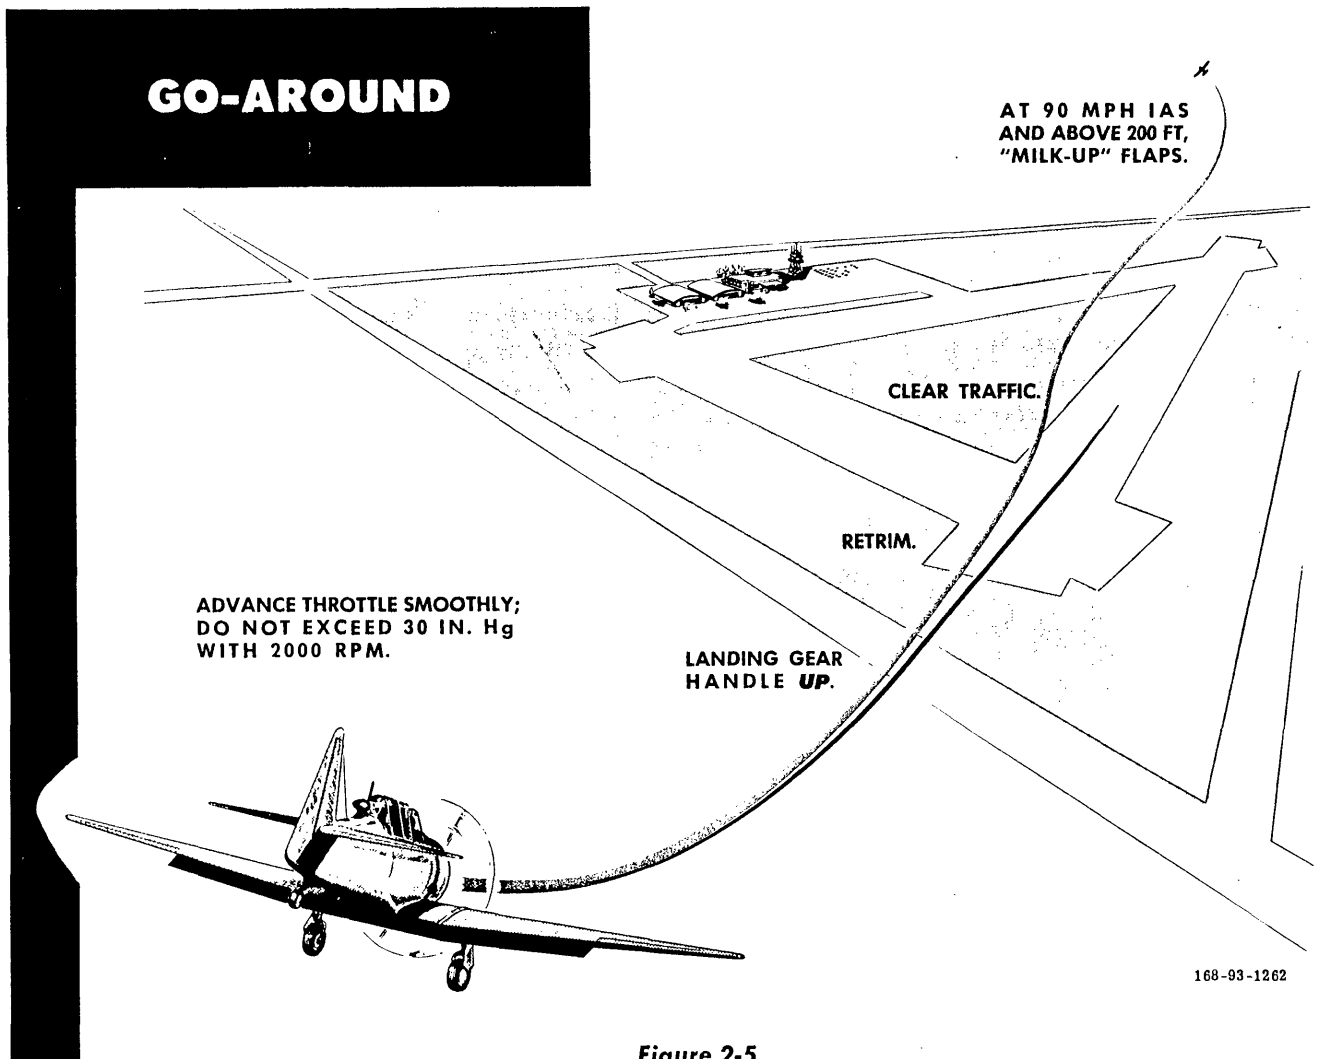 GO-AROUND
AT 90 MPH IAS
AND ABOVE 200 FT,
"MILK-UP" FLAPS.
CLEAR TRAFFIC.
RETRIM.
ADVANCE THROTTLE SMOOTHLY;
DO NOT EXCEED 30 IN. Hg
WITH 2000 RPM.
LANDING GEAR
HANDLE UP.
168-93-1262
Figure 2-5